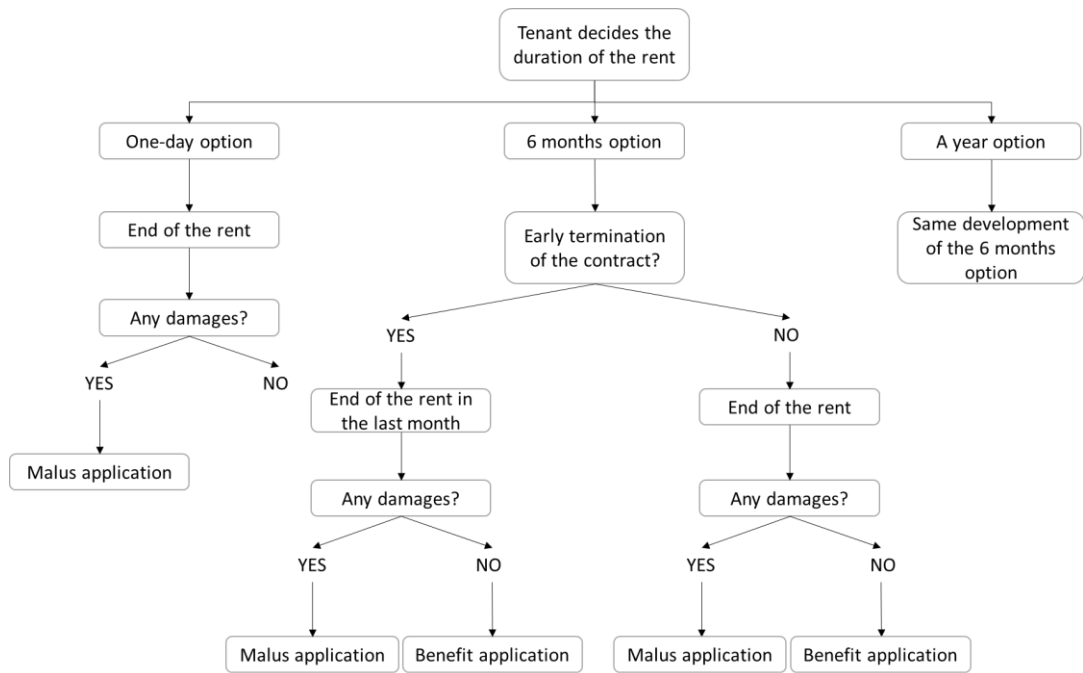 Tenant decides the
duration of the rent
One-day option
6 months option
A year option
End of the rent
Early termination
of the contract?
Same development
of the 6 months
option
Any damages?
YES
NO
YES
NO
Malus application
End of the rent in
the last month
End of the rent
Any damages?
Any damages?
YES
NO
YES
NO
Malus application
Benefit application
Malus application
Benefit application